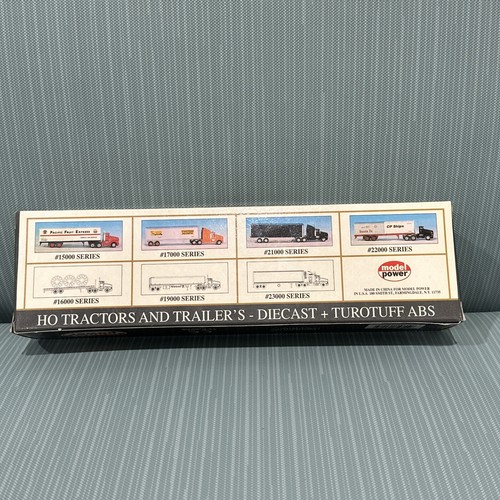 PACIFIC FRUIT EXPRESS
CP Ships
#15000 SERIES
#17000 SERIES
#21000 SERIES
#22000 SERIES
#16000 SERIES
#19000 SERIES
#23000 SERIES
model
power
MADE IN CHINA FOR MODEL POWER
IN U.S.A. 180 SMITH ST, FARMINGDALE, N.Y. 11735
HO TRACTORS AND TRAILER'S - DIECAST + TUROTUFF ABS